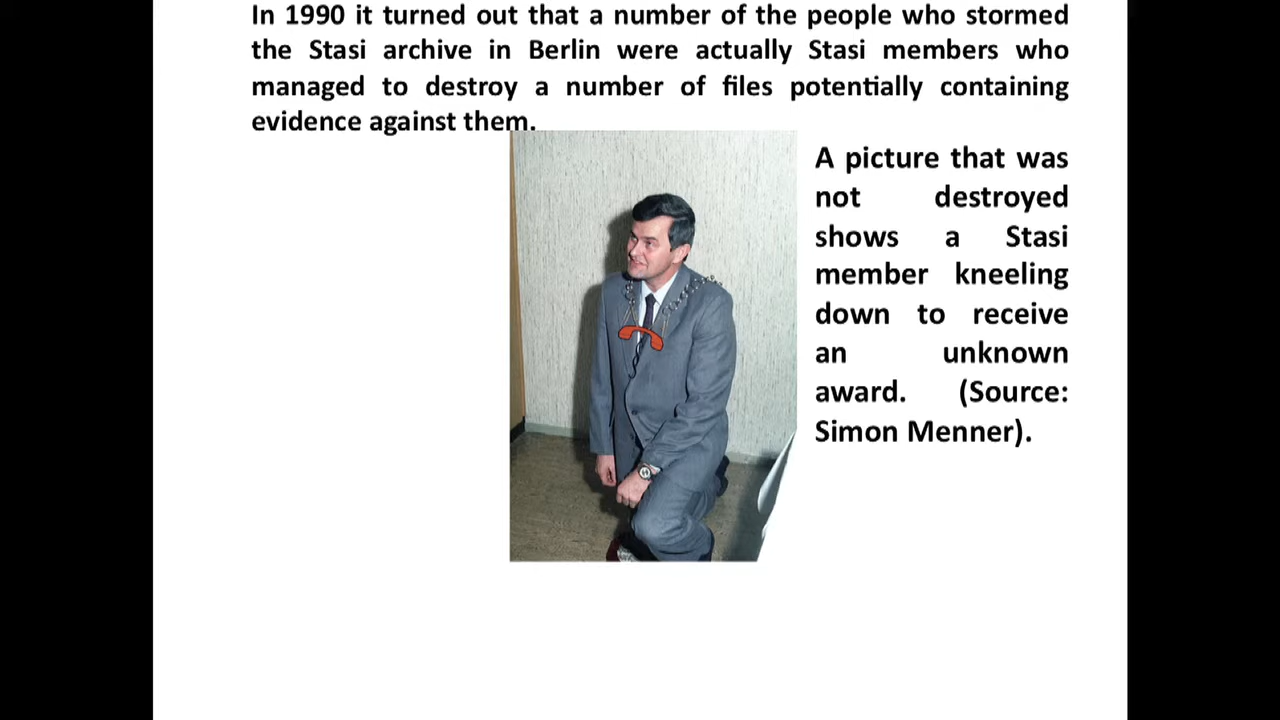 In 1990 it turned out that a number of the people who stormed
the Stasi archive in Berlin were actually Stasi members who
managed to destroy a number of files potentially containing
evidence against them.
A picture that was
not destroyed
shows a Stasi
member kneeling
down to receive
an unknown
award. (Source:
Simon Menner).